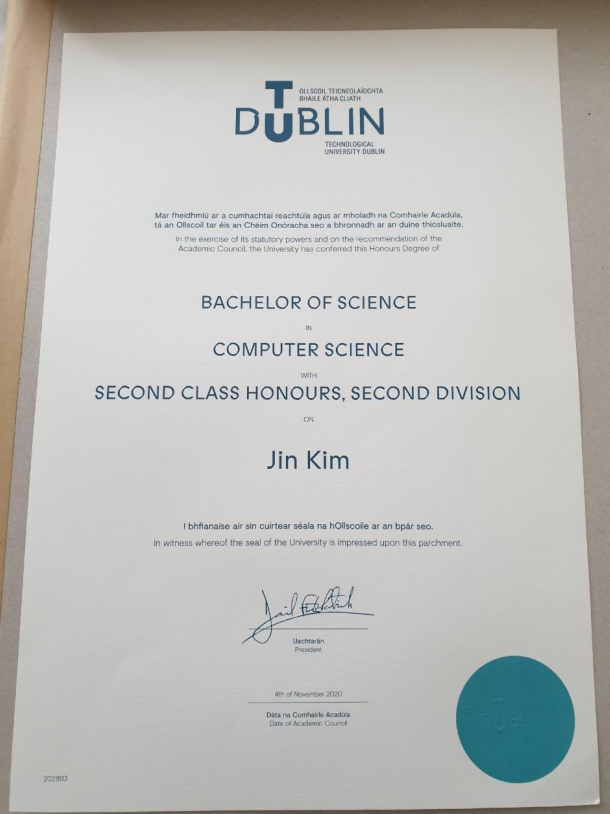 OLLSCOIL TEICNEOLAÍOCHTA
BHAILE ÁTHA CLIATH
TU DUBLIN
TECHNOLOGICAL
UNIVERSITY DUBLIN
Mar fheidhmiú ar a cumhachtaí reachtúla agus ar mholadh na Comhairle Acadúla,
tá an Ollscoil tar éis an Chéim Onóracha seo a bhronnadh ar an duine thíosluaite.
In the exercise of its statutory powers and on the recommendation of the
Academic Council, the University has conferred this Honours Degree of
BACHELOR OF SCIENCE
IN
COMPUTER SCIENCE
WITH
SECOND CLASS HONOURS, SECOND DIVISION
ON
Jin Kim
I bhfianaise air sin cuirtear séala na hOllscoile ar an bpár seo.
In witness whereof the seal of the University is impressed upon this parchment.
Uachtarán
President
4th of November 2020
Dáta na Comhairle Acadúla
Date of Academic Council
TU DUBLIN